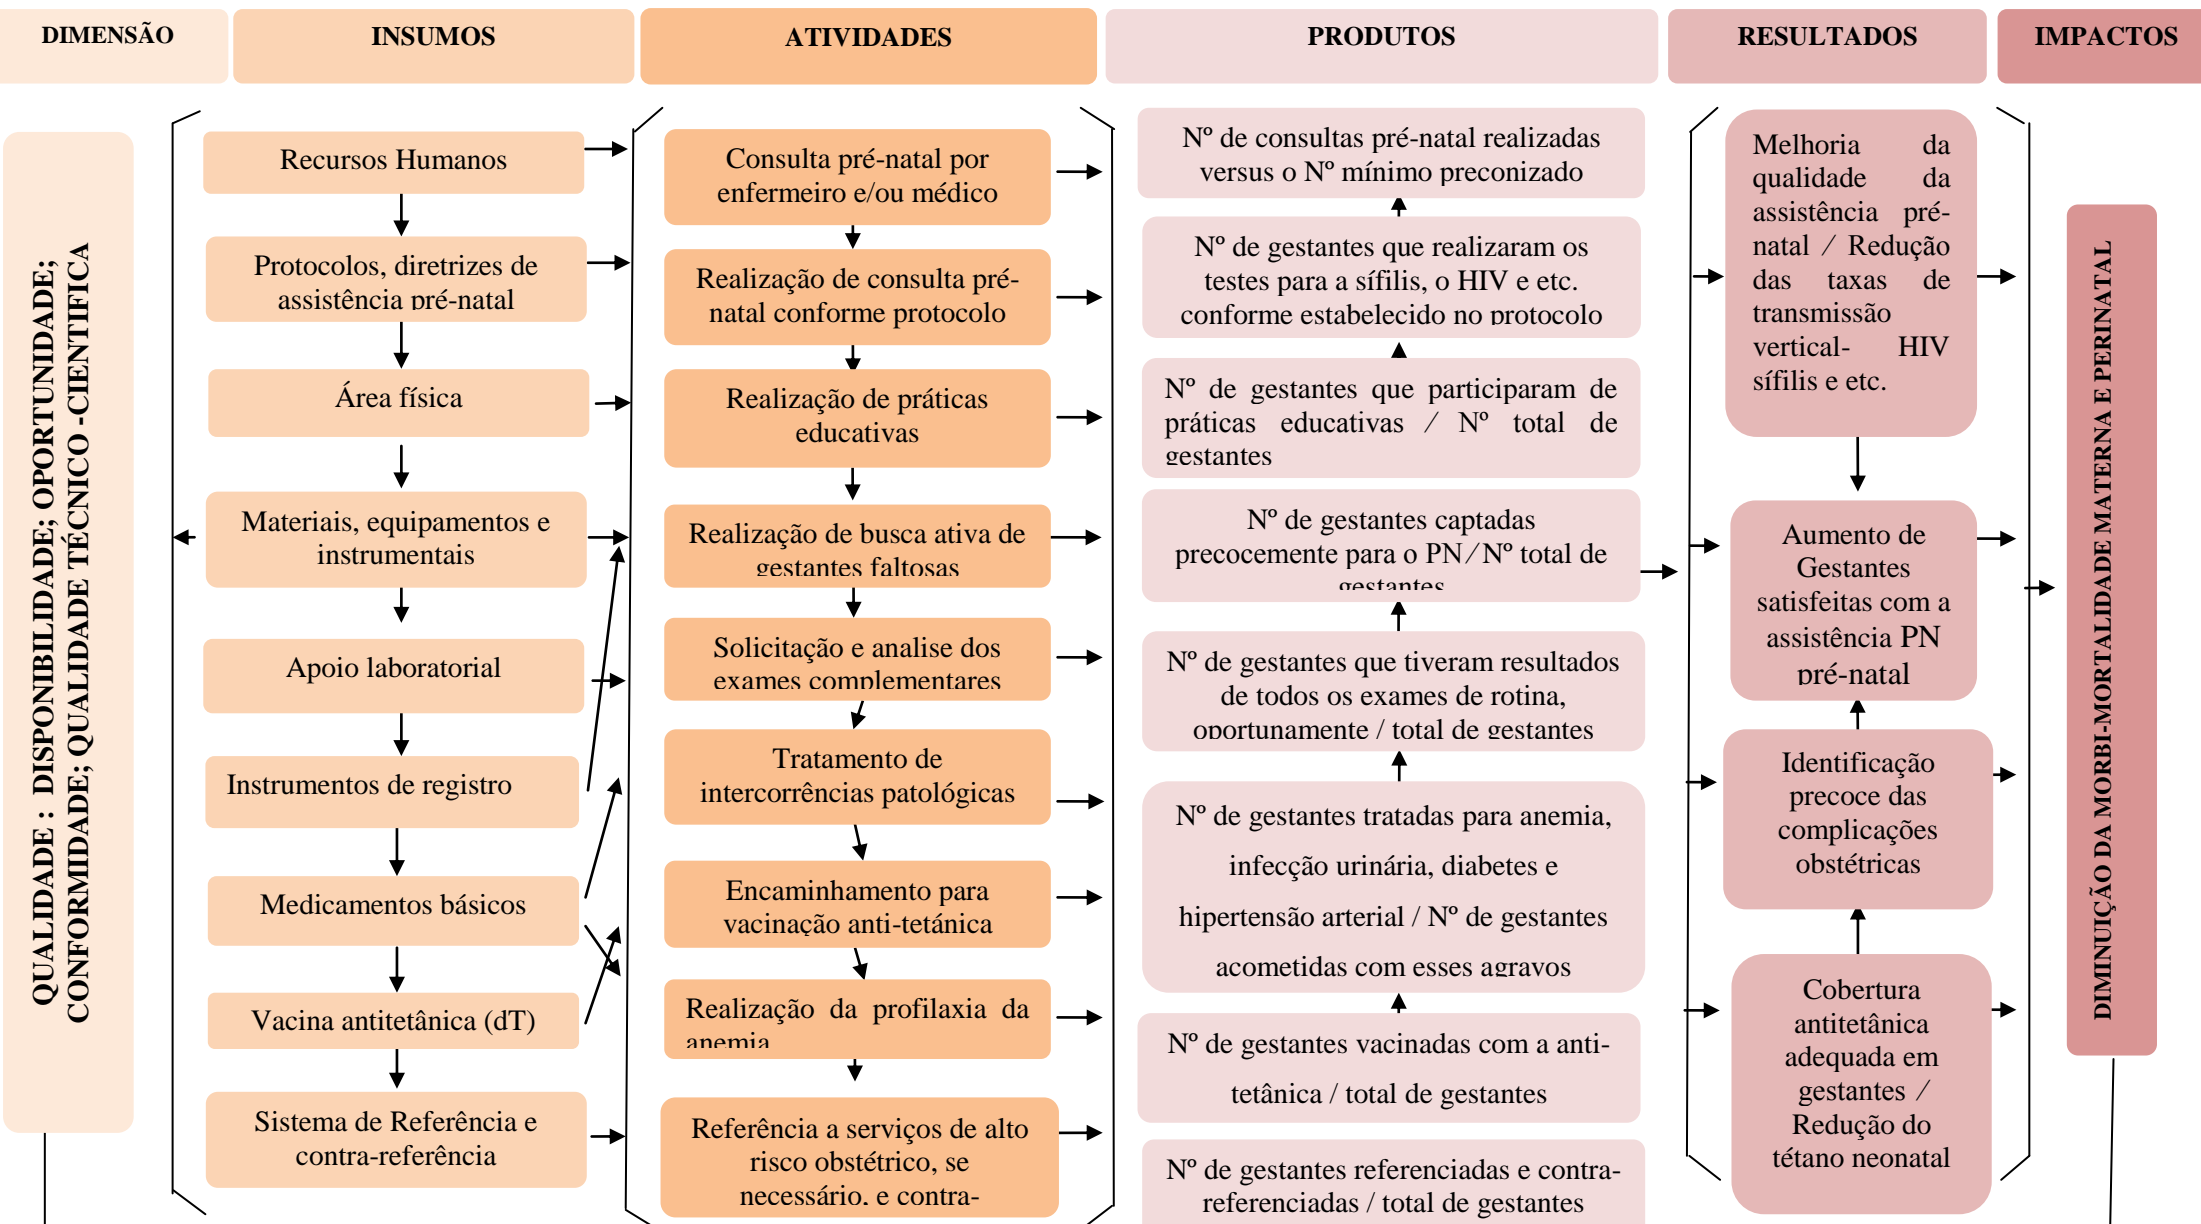 DIMENSÃO
INSUMOS
ATIVIDADES
PRODUTOS
RESULTADOS
IMPACTOS
QUALIDADE : DISPONIBILIDADE; OPORTUNIDADE;
CONFORMIDADE; QUALIDADE TÉCNICO -CIENTIFICA
Recursos Humanos
Protocolos, diretrizes de
assistência pré-natal
Área física
Materiais, equipamentos e
instrumentais
Apoio laboratorial
Instrumentos de registro
Medicamentos básicos
Vacina antitetânica (dT)
Sistema de Referência e
contra-referência
Consulta pré-natal por
enfermeiro e/ou médico
Realização de consulta pré-
natal conforme protocolo
Realização de práticas
educativas
Realização de busca ativa de
gestantes faltosas
Solicitação e analise dos
exames complementares
Tratamento de
intercorrências patológicas
Encaminhamento para
vacinação anti-tetánica
Realização da profilaxia da
anemia
Referência a serviços de alto
risco obstétrico, se
necessário, e contra-
Nº de consultas pré-natal realizadas
versus o Nº mínimo preconizado
Nº de gestantes que realizaram os
testes para a sífilis, o HIV e etc.
conforme estabelecido no protocolo
Nº de gestantes que participaram de
práticas educativas / Nº total de
gestantes
Nº de gestantes captadas
precocemente para o PN/Nº total de
gestantes
Nº de gestantes que tiveram resultados
de todos os exames de rotina,
oportunamente / total de gestantes
Nº de gestantes tratadas para anemia,
infecção urinária, diabetes e
hipertensão arterial / Nº de gestantes
acometidas com esses agravos
Nº de gestantes vacinadas com a anti-
tetânica / total de gestantes
Nº de gestantes referenciadas e contra-
referenciadas / total de gestantes
Melhoria da
qualidade da
assistência pré-
natal / Redução
das taxas de
transmissão
vertical- HIV
sífilis e etc.
Aumento de
Gestantes
satisfeitas com a
assistência PN
pré-natal
Identificação
precoce das
complicações
obstétricas
Cobertura
antitetânica
adequada em
gestantes /
Redução do
tétano neonatal
DIMINUIÇÃO DA MORBI-MORTALIDADE MATERNA E PERINATAL